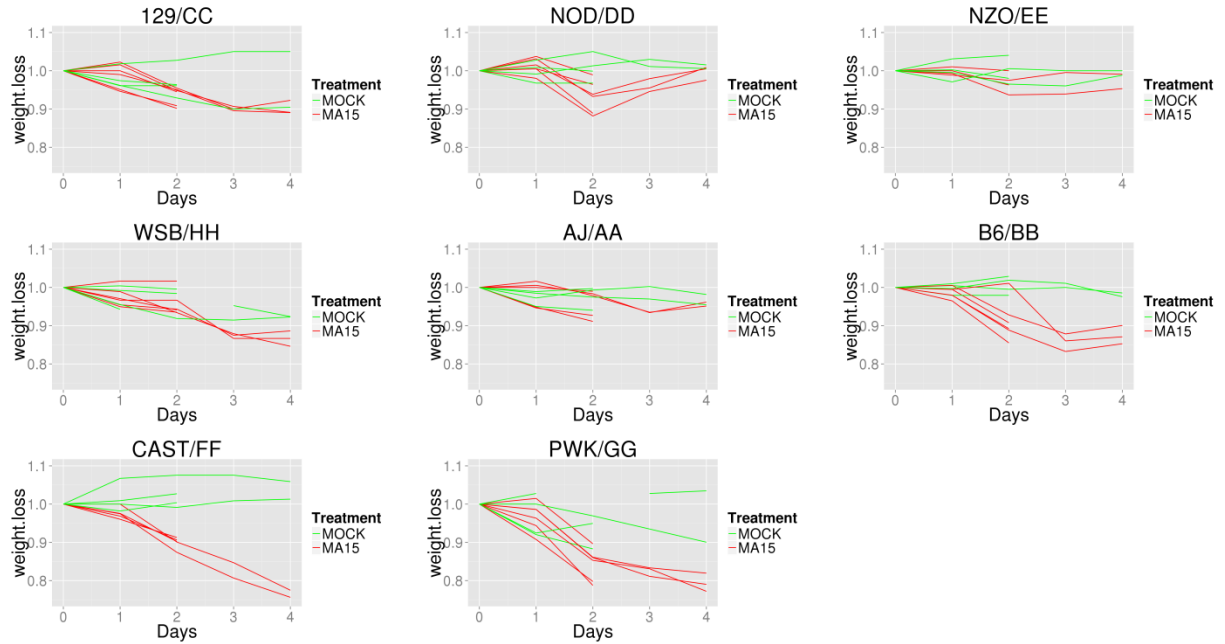 129/CC
1.1
1.0
0.9
0.8
weight.loss
0 1 2 3 4
Days
Treatment
MOCK
MA15
NOD/DD
1.1
1.0
0.9
0.8
weight.loss
0 1 2 3 4
Days
Treatment
MOCK
MA15
NZO/EE
1.1
1.0
0.9
0.8
weight.loss
0 1 2 3 4
Days
Treatment
MOCK
MA15
WSB/HH
1.1
1.0
0.9
0.8
weight.loss
0 1 2 3 4
Days
Treatment
MOCK
MA15
AJ/AA
1.1
1.0
0.9
0.8
weight.loss
0 1 2 3 4
Days
Treatment
MOCK
MA15
B6/BB
1.1
1.0
0.9
0.8
weight.loss
0 1 2 3 4
Days
Treatment
MOCK
MA15
CAST/FF
1.1
1.0
0.9
0.8
weight.loss
0 1 2 3 4
Days
Treatment
MOCK
MA15
PWK/GG
1.1
1.0
0.9
0.8
weight.loss
0 1 2 3 4
Days
Treatment
MOCK
MA15